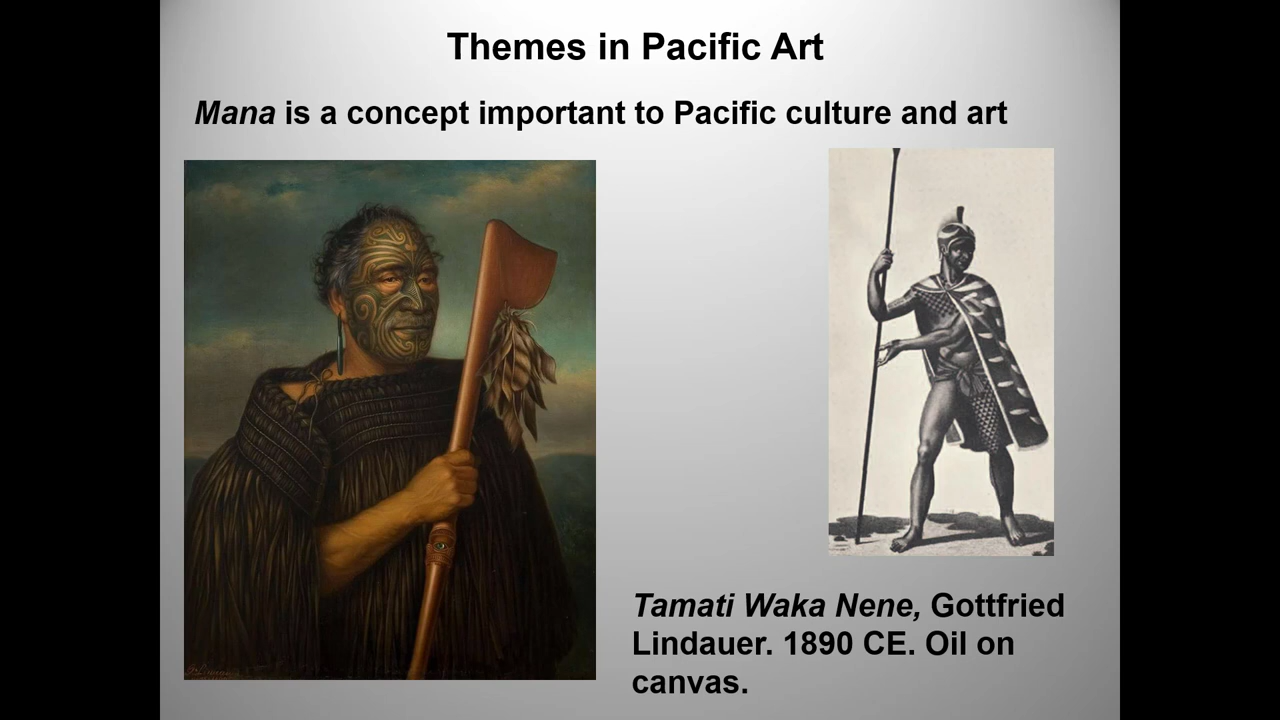 Themes in Pacific Art
Mana is a concept important to Pacific culture and art
Tamati Waka Nene, Gottfried
Lindauer. 1890 CE. Oil on
canvas.